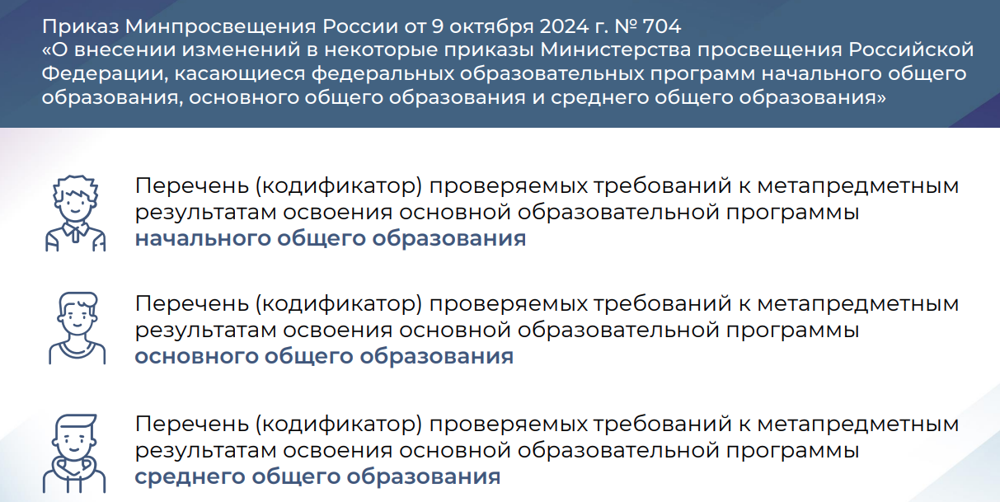 Приказ Минпросвещения России от 9 октября 2024 г. № 704
«О внесении изменений в некоторые приказы Министерства просвещения Российской
Федерации, касающиеся федеральных образовательных программ начального общего
образования, основного общего образования и среднего общего образования»
Перечень (кодификатор) проверяемых требований к метапредметным
результатам освоения основной образовательной программы
начального общего образования
Перечень (кодификатор) проверяемых требований к метапредметным
результатам освоения основной образовательной программы
основного общего образования
Перечень (кодификатор) проверяемых требований к метапредметным
результатам освоения основной образовательной программы
среднего общего образования